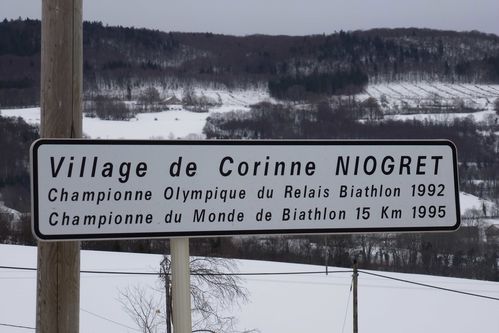 Village de Corinne NIOGRET
Championne Olympique du Relais Biathlon 1992
Championne du Monde de Biathlon 15 Km 1995